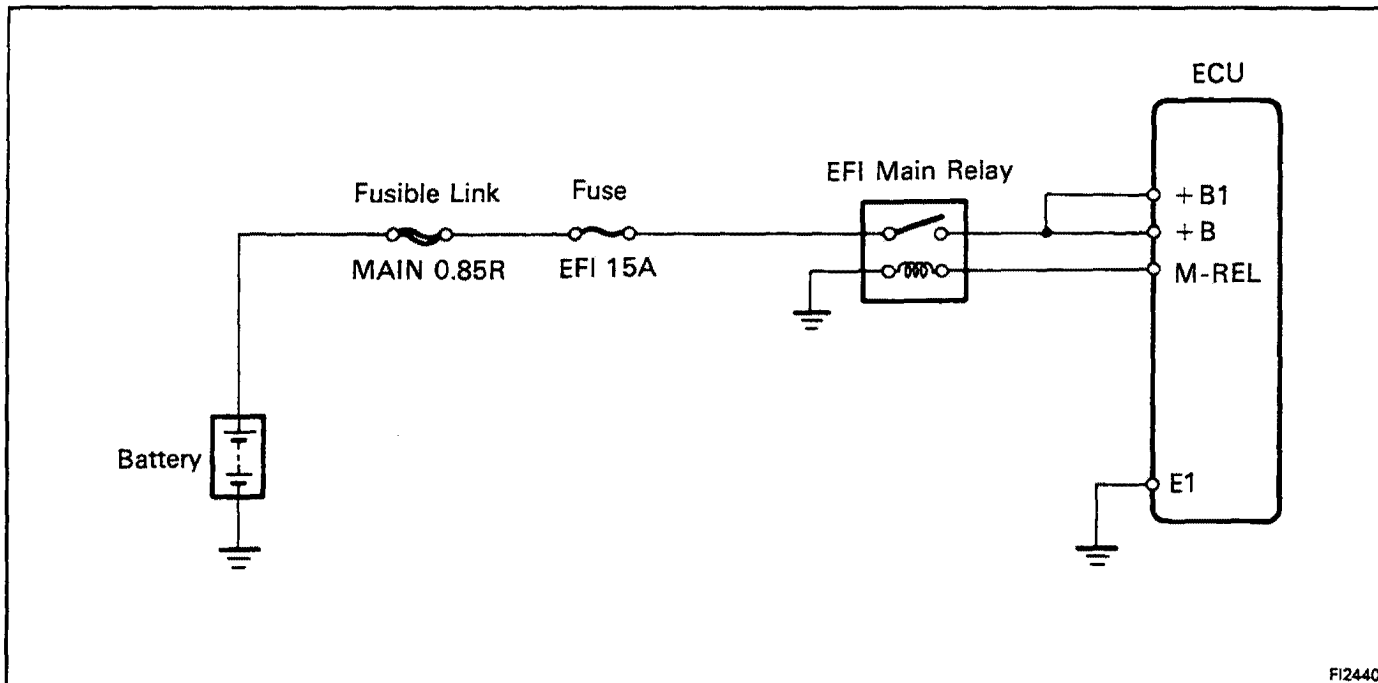 ECU
EFI Main Relay
Fusible Link
Fuse
+B1
+B
MAIN 0.85R
EFI 15A
M-REL
Battery
E1
FI2440